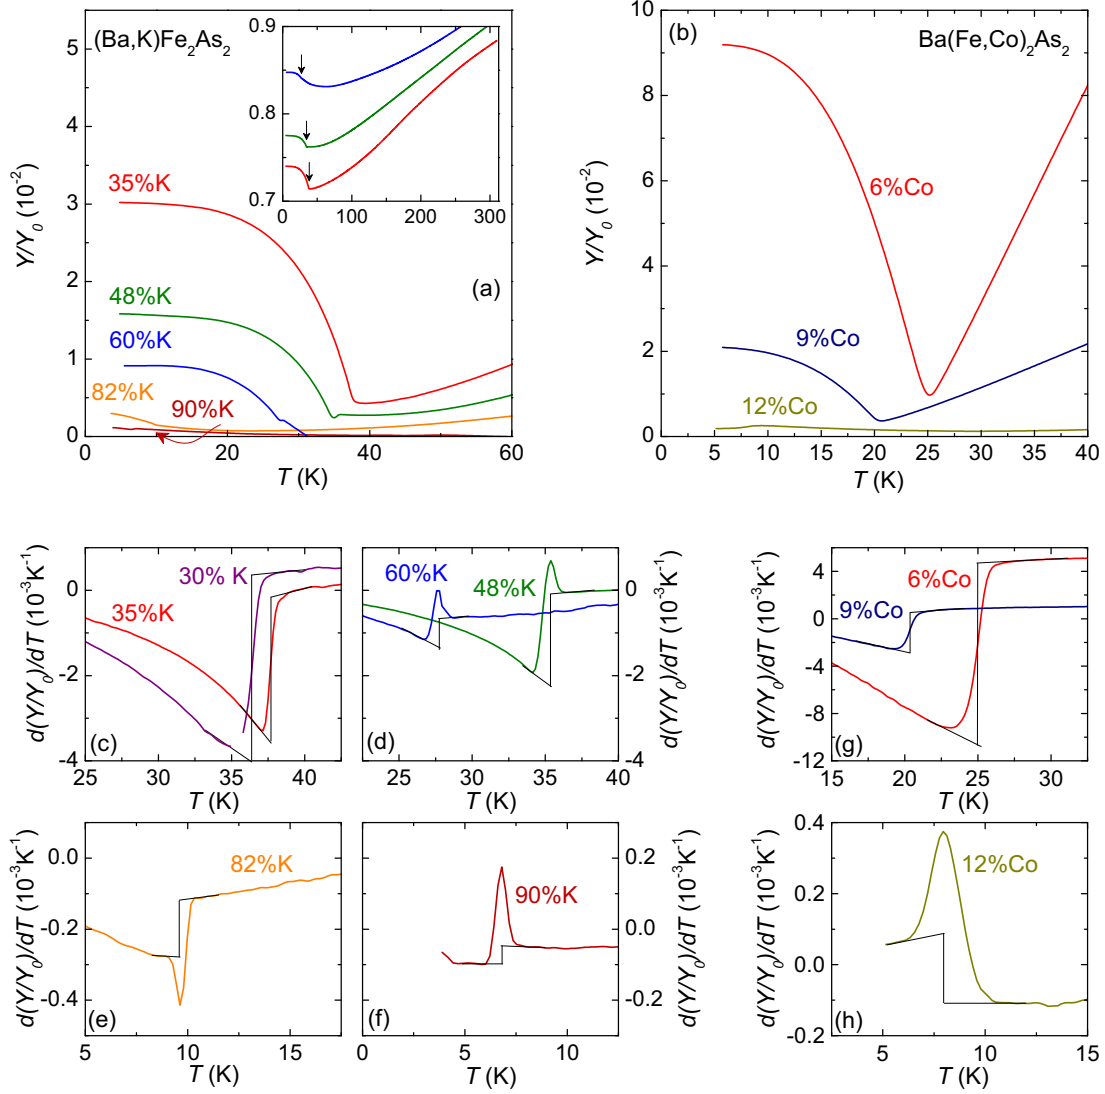 (Ba,K)Fe2As2
Y/Y0 (10-2)
5
4
3
2
1
0
35%K
48%K
60%K
82%K
90%K
(a)
0.9
0.8
0.7
0 100 200 300
0 20 40 60
T (K)
(b)
Ba(Fe,Co)2As2
Y/Y0 (10-2)
10
8
6
4
2
0
6%Co
9%Co
12%Co
0 5 10 15 20 25 30 35 40
T (K)
d(Y/Y0)/dT (10-3K-1)
0
-2
-4
30% K
35%K
(c)
25 30 35 40
T (K)
60%K
48%K
(d)
0
-2
-4
d(Y/Y0)/dT (10-3K-1)
25 30 35 40
T (K)
d(Y/Y0)/dT (10-3K-1)
4
0
-4
-8
-12
6%Co
9%Co
(g)
15 20 25 30
T (K)
d(Y/Y0)/dT (10-3K-1)
0.0
-0.2
-0.4
82%K
(e)
5 10 15
T (K)
90%K
(f)
0.2
0.0
-0.2
d(Y/Y0)/dT (10-3K-1)
0 5 10
T (K)
d(Y/Y0)/dT (10-3K-1)
0.4
0.2
0.0
-0.2
12%Co
(h)
5 10 15
T (K)